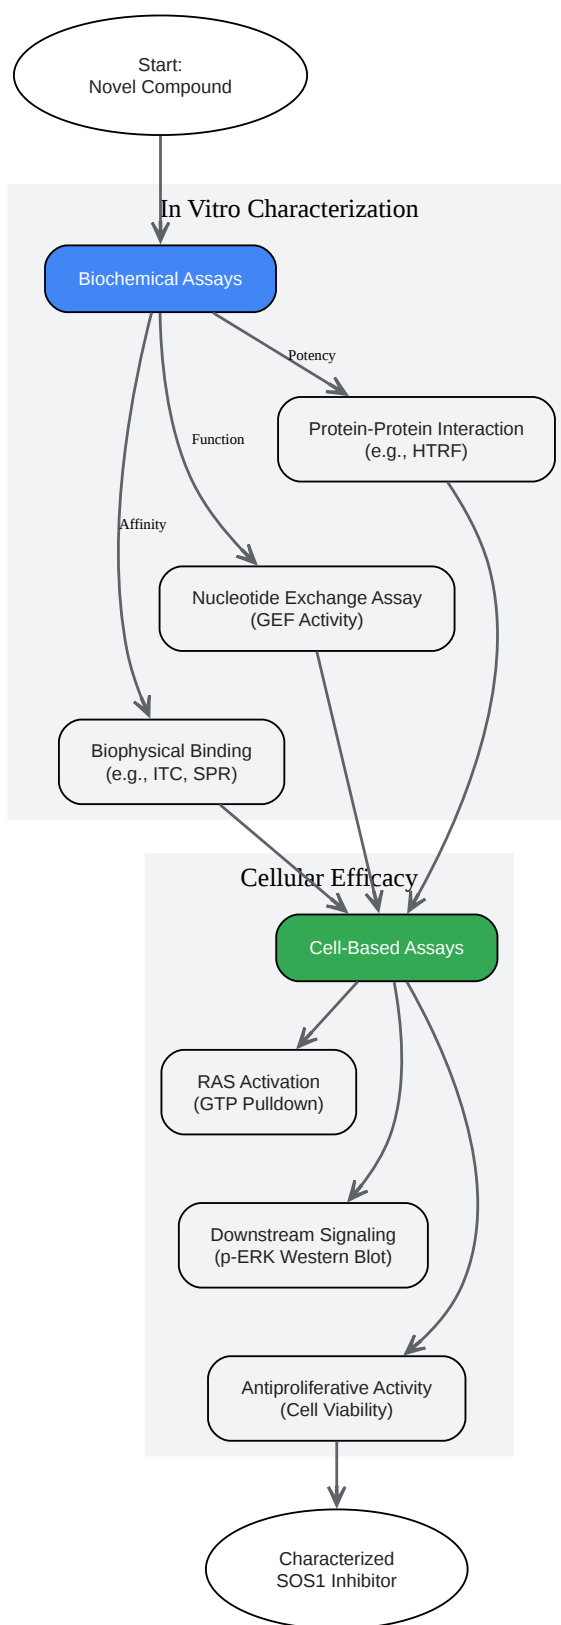 Start:
Novel Compound
In Vitro Characterization
Biochemical Assays
Potency
Protein-Protein Interaction
(e.g., HTRF)
Function
Affinity
Nucleotide Exchange Assay
(GEF Activity)
Biophysical Binding
(e.g., ITC, SPR)
Cellular Efficacy
Cell-Based Assays
RAS Activation
(GTP Pulldown)
Downstream Signaling
(p-ERK Western Blot)
Antiproliferative Activity
(Cell Viability)
Characterized
SOS1 Inhibitor